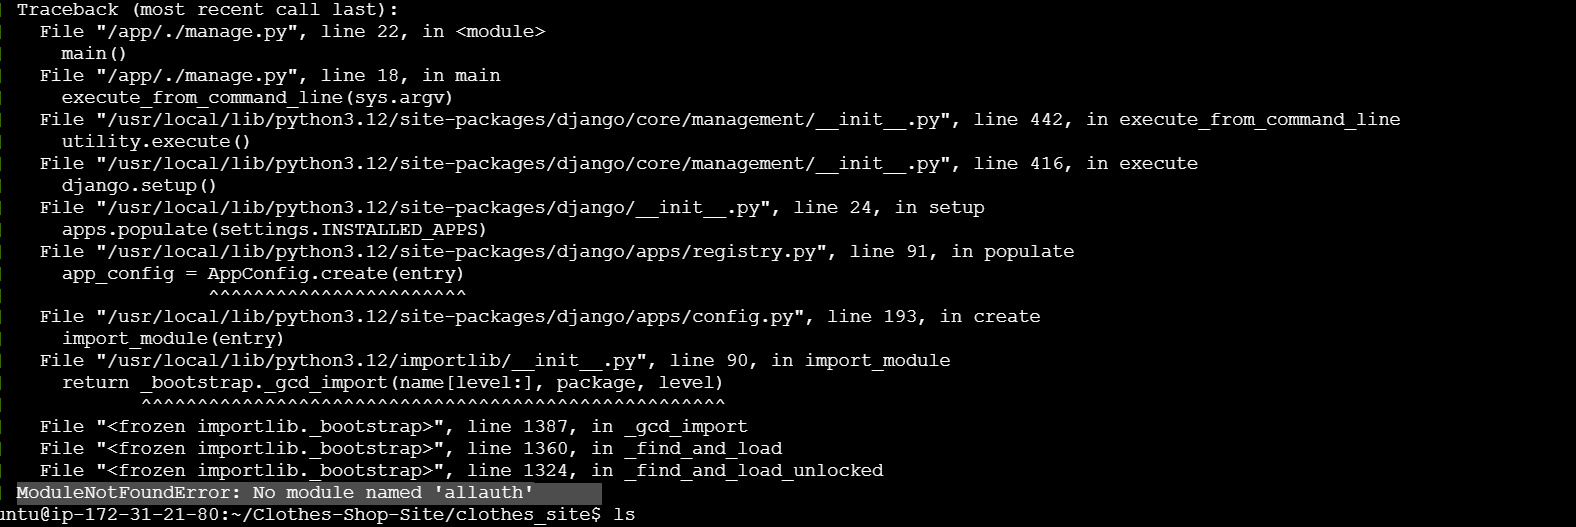 Traceback (most recent call last):
  File "/app/./manage.py", line 22, in <module>
    main()
  File "/app/./manage.py", line 18, in main
    execute_from_command_line(sys.argv)
  File "/usr/local/lib/python3.12/site-packages/django/core/management/__init__.py", line 442, in execute_from_command_line
    utility.execute()
  File "/usr/local/lib/python3.12/site-packages/django/core/management/__init__.py", line 416, in execute
    django.setup()
  File "/usr/local/lib/python3.12/site-packages/django/__init__.py", line 24, in setup
    apps.populate(settings.INSTALLED_APPS)
  File "/usr/local/lib/python3.12/site-packages/django/apps/registry.py", line 91, in populate
    app_config = AppConfig.create(entry)
                 ^^^^^^^^^^^^^^^^^^^^^^^
  File "/usr/local/lib/python3.12/site-packages/django/apps/config.py", line 193, in create
    import_module(entry)
  File "/usr/local/lib/python3.12/importlib/__init__.py", line 90, in import_module
    return _bootstrap._gcd_import(name[level:], package, level)
           ^^^^^^^^^^^^^^^^^^^^^^^^^^^^^^^^^^^^^^^^^^^^^^^^^^^^
  File "<frozen importlib._bootstrap>", line 1387, in _gcd_import
  File "<frozen importlib._bootstrap>", line 1360, in _find_and_load
  File "<frozen importlib._bootstrap>", line 1324, in _find_and_load_unlocked
ModuleNotFoundError: No module named 'allauth'
untu@ip-172-31-21-80:~/Clothes-Shop-Site/clothes_site$ ls